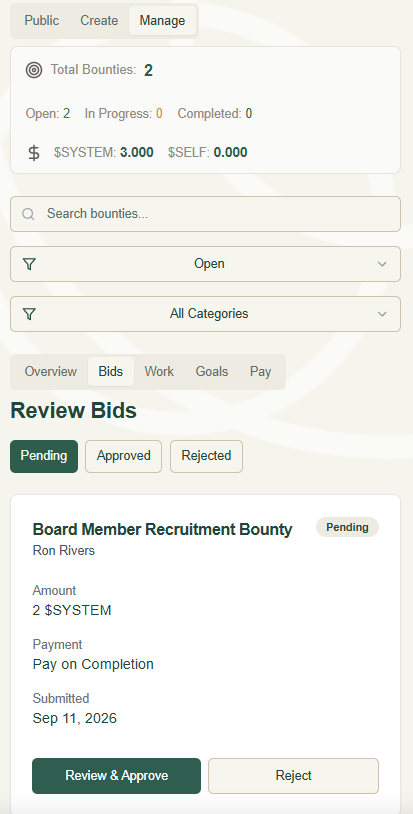 Public Create Manage
Total Bounties: 2
Open: 2 In Progress: 0 Completed: 0
$SYSTEM: 3.000 $SELF: 0.000
Search bounties...
Open
All Categories
Overview Bids Work Goals Pay
Review Bids
Pending Approved Rejected
Board Member Recruitment Bounty Pending
Ron Rivers
Amount
2 $SYSTEM
Payment
Pay on Completion
Submitted
Sep 11, 2026
Review & Approve Reject